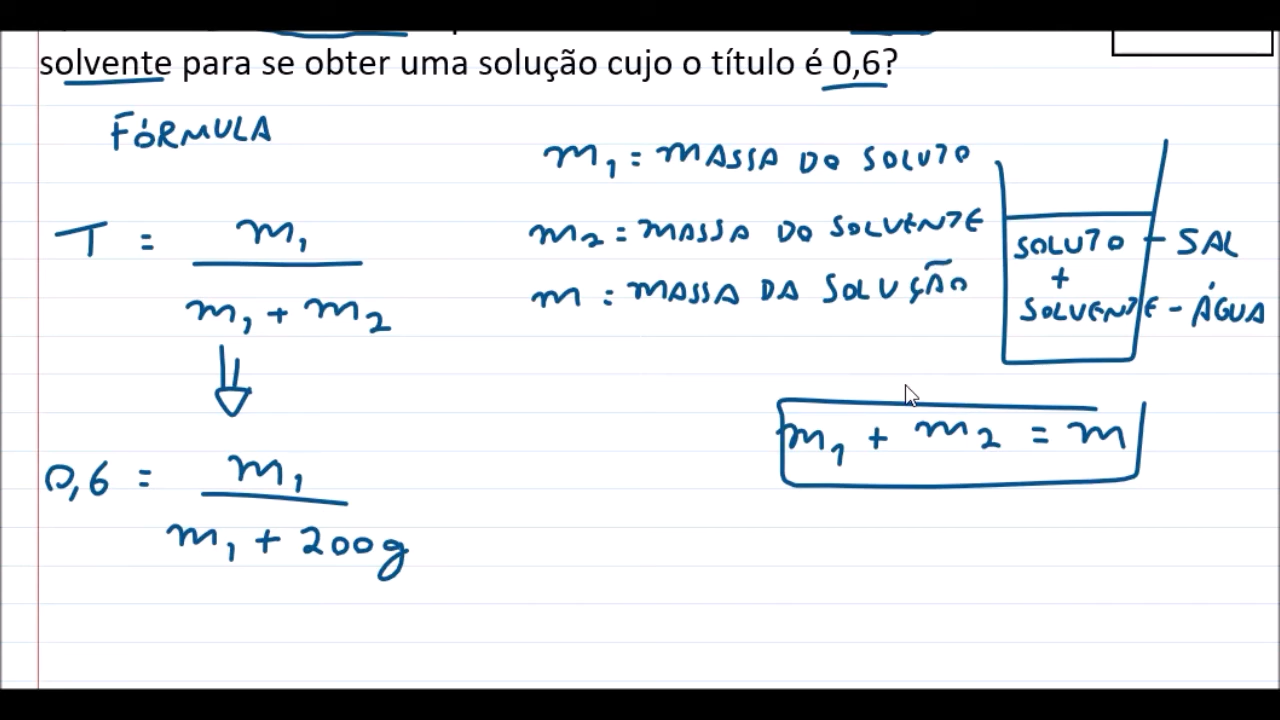 solvente para se obter uma solução cujo o título é 0,6?
FÓRMULA
m₁ = MASSA DO SOLUTO
T = m₁
m₁ + m₂
m₂ = MASSA DO SOLVENTE
m = MASSA DA SOLUÇÃO
SOLUTO - SAL
+
SOLVENTE - ÁGUA
m₁ + m₂ = m
0,6 = m₁
m₁ + 200g